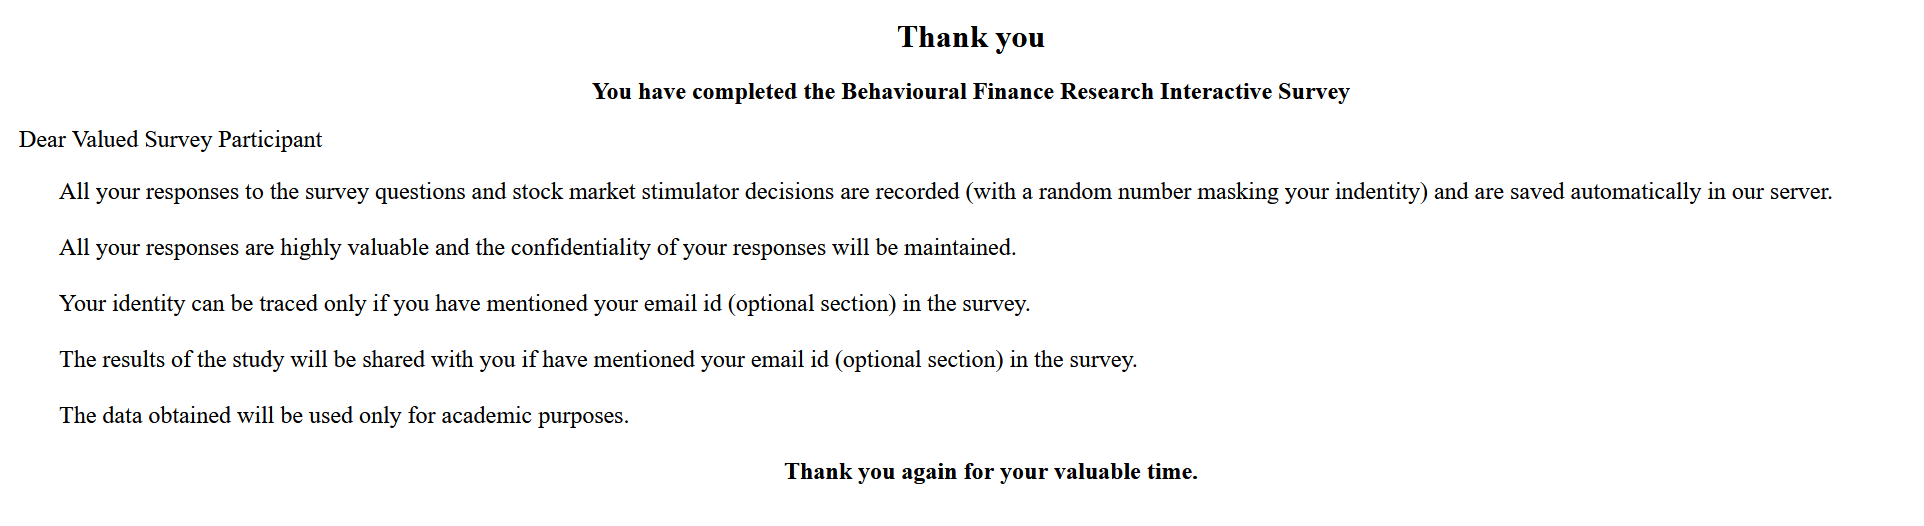 Thank you
You have completed the Behavioural Finance Research Interactive Survey
Dear Valued Survey Participant
All your responses to the survey questions and stock market stimulator decisions are recorded (with a random number masking your indentity) and are saved automatically in our server.
All your responses are highly valuable and the confidentiality of your responses will be maintained.
Your identity can be traced only if you have mentioned your email id (optional section) in the survey.
The results of the study will be shared with you if have mentioned your email id (optional section) in the survey.
The data obtained will be used only for academic purposes.
Thank you again for your valuable time.